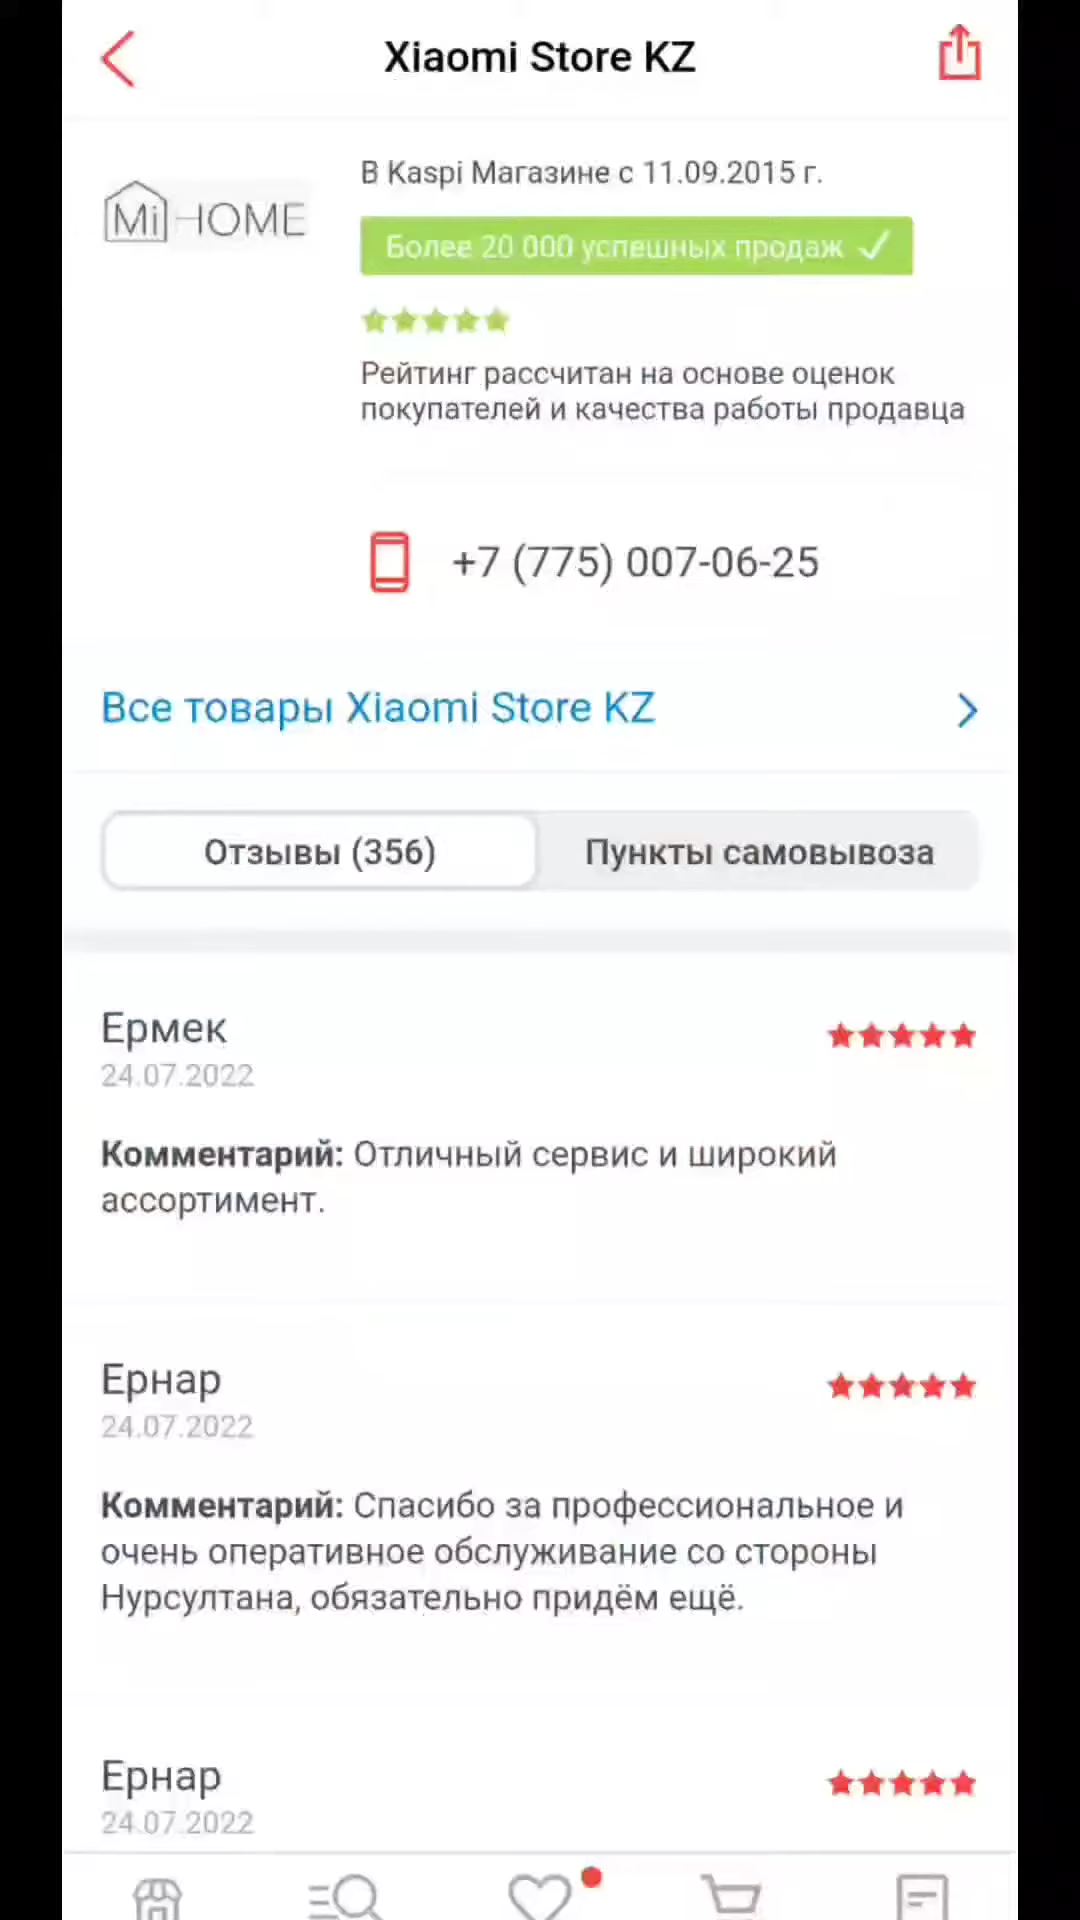 Xiaomi Store KZ
Mi HOME
В Kaspi Магазине с 11.09.2015 г.
Более 20 000 успешных продаж
Рейтинг рассчитан на основе оценок
покупателей и качества работы продавца
+7 (775) 007-06-25
Все товары Xiaomi Store KZ
Отзывы (356)
Пункты самовывоза
Ермек
24.07.2022
Комментарий: Отличный сервис и широкий
ассортимент.
Ернар
24.07.2022
Комментарий: Спасибо за профессиональное и
очень оперативное обслуживание со стороны
Нурсултана, обязательно придём ещё.
Ернар
24.07.2022